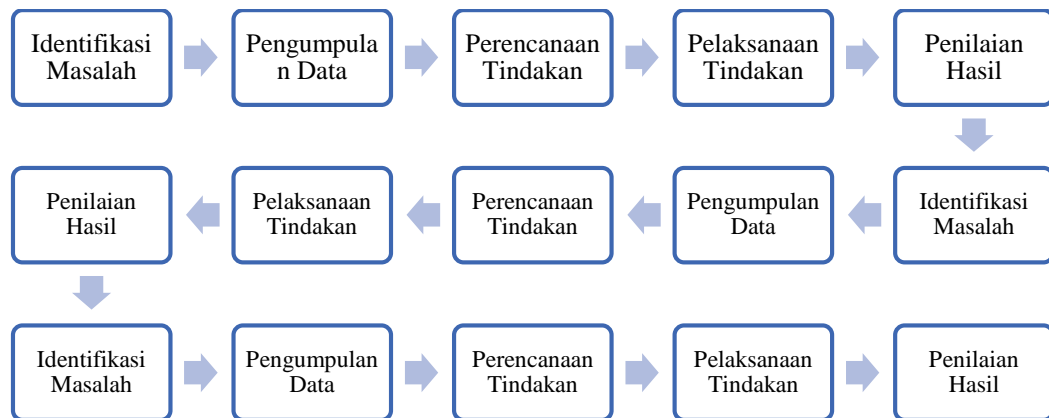 Identifikasi
Masalah
Pengumpula
n Data
Perencanaan
Tindakan
Pelaksanaan
Tindakan
Penilaian
Hasil
Penilaian
Hasil
Pelaksanaan
Tindakan
Perencanaan
Tindakan
Pengumpulan
Data
Identifikasi
Masalah
Identifikasi
Masalah
Pengumpulan
Data
Perencanaan
Tindakan
Pelaksanaan
Tindakan
Penilaian
Hasil